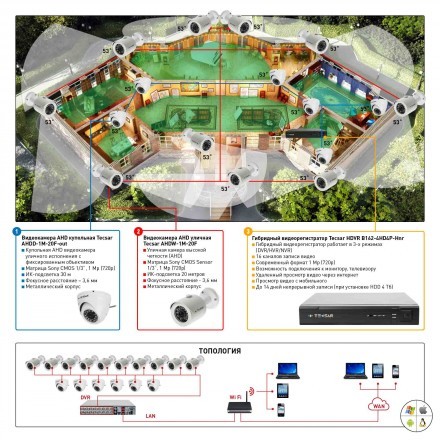 53°
53°
53°
53°
53°
53°
53°
53°
53°
53°
53°
53°
1
Видеокамера AHD купольная Tecsar
AHDD-1M-20F-out
Купольная AHD видеокамера
уличного исполнения с
фиксированным объективом
Матрица Sony CMOS 1/3", 1 Mp (720p)
ИК-подсветка 30 м
Фокусное расстояние – 3,6 мм
Металлический корпус
2
Видеокамера AHD уличная
Tecsar AHDW-1M-20F
Уличная камера высокой
четкости (AHD)
Матрица Sony CMOS Sensor
1/3", 1 Mp (720p)
ИК-подсветка 20 метров
Фокусное расстояние – 3,6 мм
Металлический корпус
3
Гибридный видеорегистратор Tecsar HDVR
Гибридный видеорегистратор работает в 3-х режимах
(DVR/HVR/NVR)
16 каналов записи видео
Современный формат 1 Mp (720p)
Возможность подключения к монитору, телевизору
Удаленный просмотр видео через интернет
Просмотр видео с мобильного
До 14 дней непрерывной записи (при установке HDD 4 Тб)
TECSAR
ТОПОЛОГИЯ
DVR
LAN
Wi Fi
WAN